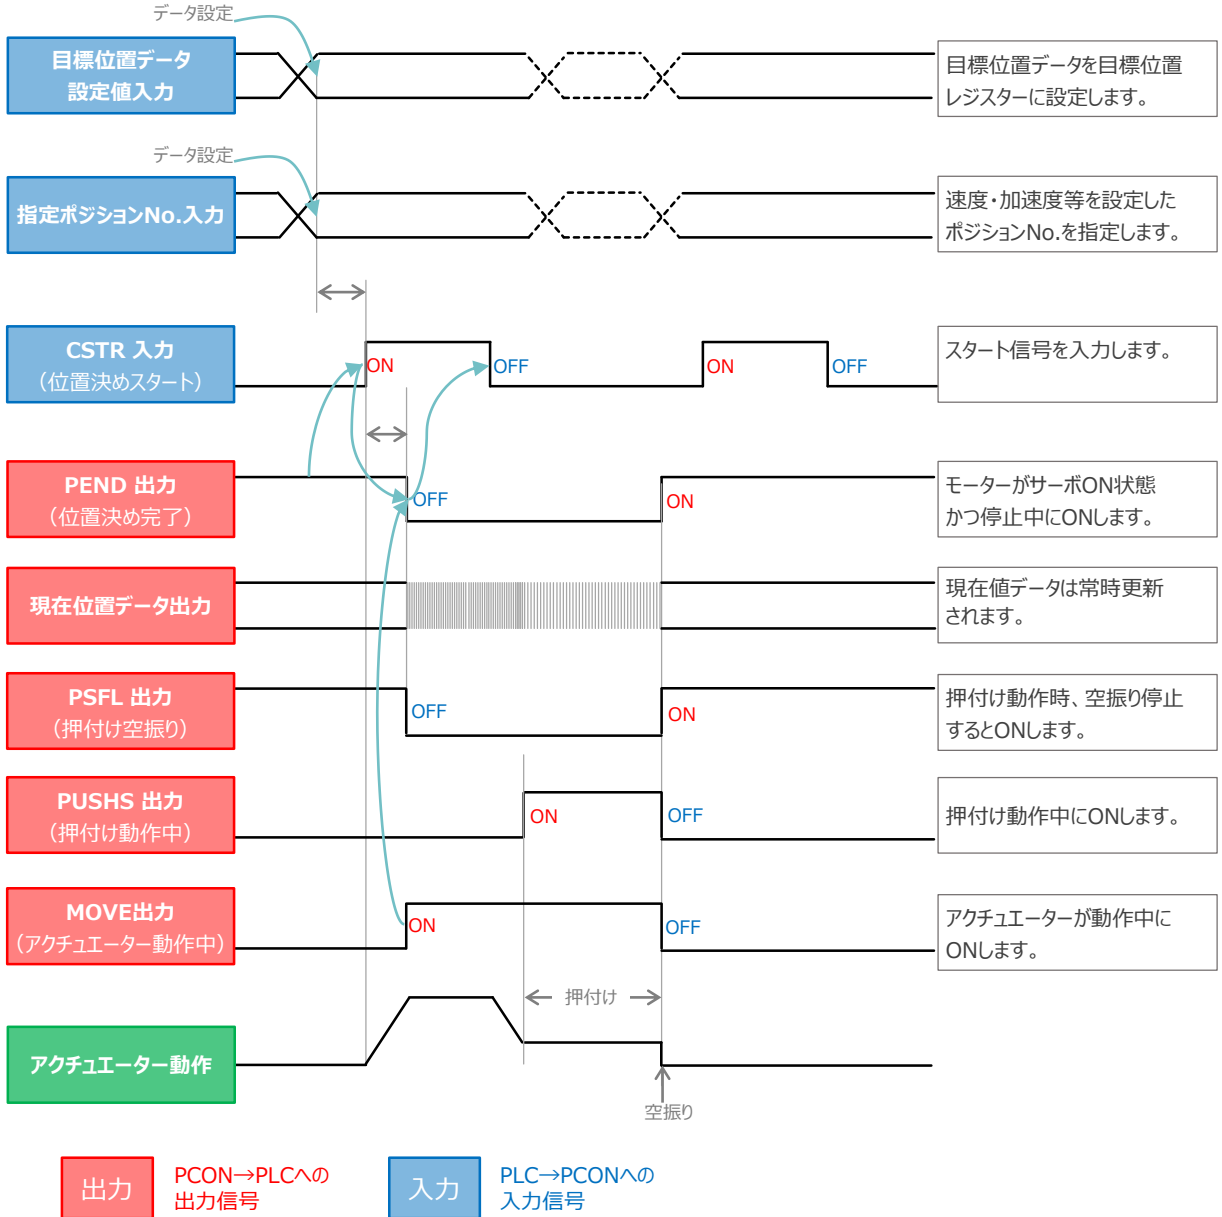 データ設定
目標位置データ
設定値入力
目標位置データを目標位置
レジスターに設定します。
データ設定
指定ポジションNo.入力
速度・加速度等を設定した
ポジションNo.を指定します。
CSTR 入力
（位置決めスタート）
ON
OFF
ON
OFF
スタート信号を入力します。
PEND 出力
（位置決め完了）
OFF
ON
モーターがサーボON状態
かつ停止中にONします。
現在位置データ出力
現在値データは常時更新
されます。
PSFL 出力
（押付け空振り）
OFF
ON
押付け動作時、空振り停止
するとONします。
PUSHS 出力
（押付け動作中）
ON
OFF
押付け動作中にONします。
MOVE出力
（アクチュエーター動作中）
ON
OFF
アクチュエーターが動作中に
ONします。
押付け
アクチュエーター動作
空振り
出力
PCON→PLCへの
出力信号
入力
PLC→PCONへの
入力信号